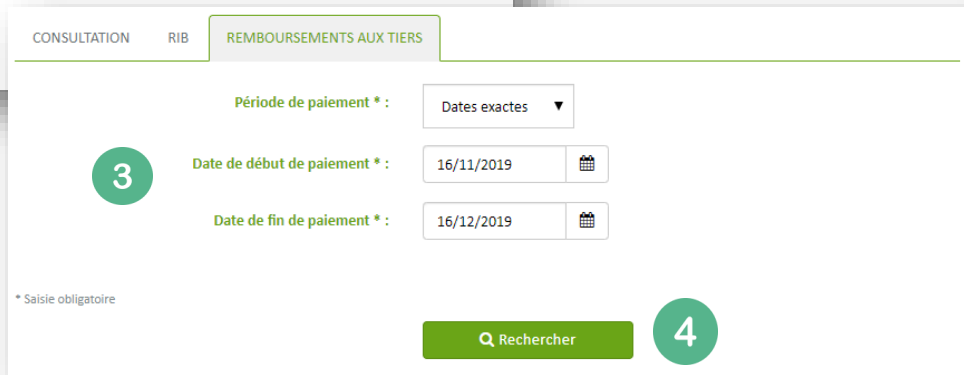 CONSULTATION RIB REMBOURSEMENTS AUX TIERS
Période de paiement * : Dates exactes
3
Date de début de paiement * : 16/11/2019
Date de fin de paiement * : 16/12/2019
* Saisie obligatoire
Rechercher 4